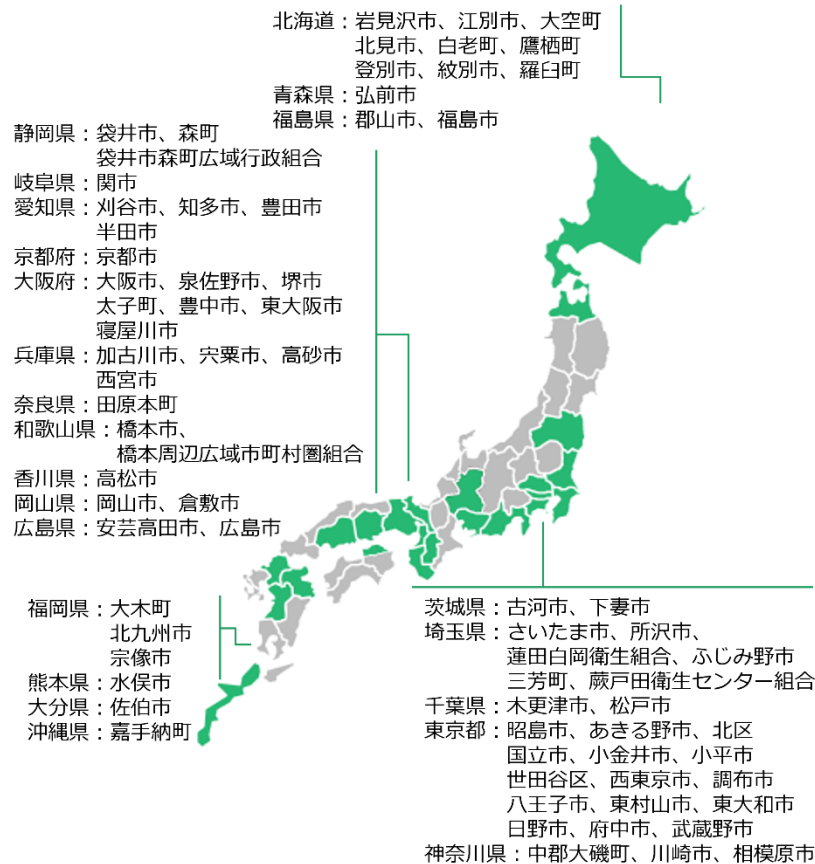 北海道：岩見沢市、江別市、大空町
北見市、白老町、鷹栖町
登別市、紋別市、羅臼町
青森県：弘前市
福島県：郡山市、福島市
静岡県：袋井市、森町
袋井市森町広域行政組合
岐阜県：関市
愛知県：刈谷市、知多市、豊田市
半田市
京都府：京都市
大阪府：大阪市、泉佐野市、堺市
太子町、豊中市、東大阪市
寝屋川市
兵庫県：加古川市、宍粟市、高砂市
西宮市
奈良県：田原本町
和歌山県：橋本市、
橋本周辺広域市町村圏組合
香川県：高松市
岡山県：岡山市、倉敷市
広島県：安芸高田市、広島市
福岡県：大木町
北九州市
宗像市
熊本県：水俣市
大分県：佐伯市
沖縄県：嘉手納町
茨城県：古河市、下妻市
埼玉県：さいたま市、所沢市、
蓮田白岡衛生組合、ふじみ野市
三芳町、蕨戸田衛生センター組合
千葉県：木更津市、松戸市
東京都：昭島市、あきる野市、北区
国立市、小金井市、小平市
世田谷区、西東京市、調布市
八王子市、東村山市、東大和市
日野市、府中市、武蔵野市
神奈川県：中郡大磯町、川崎市、相模原市